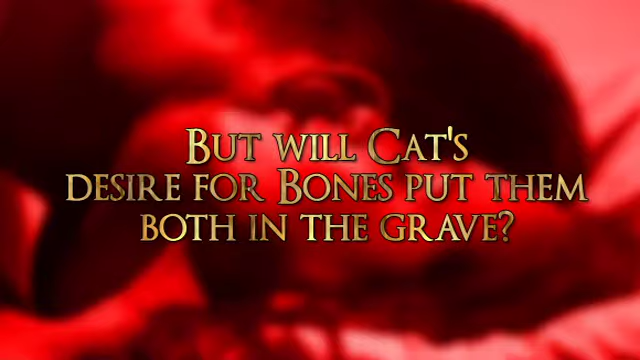 But will Cat's
desire for Bones put them
both in the grave?